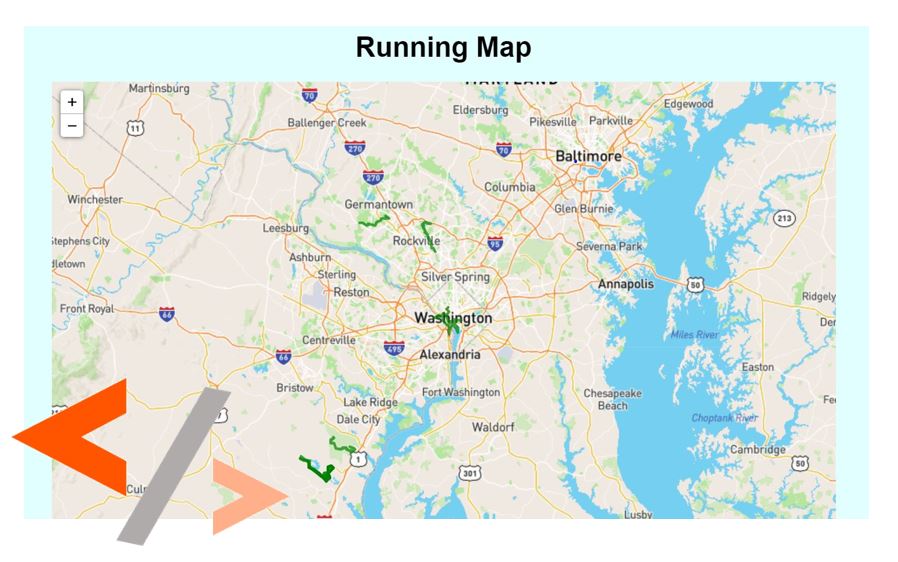 Running Map
MARYLAND
+
−
Martinsburg
70
Edgewood
Eldersburg
Ballenger Creek
Pikesville
Parkville
11
270
70
Baltimore
270
Columbia
Winchester
Germantown
Glen Burnie
213
Leesburg
Rockville
95
Stephens City
Severna Park
Ashburn
dletown
Sterling
Silver Spring
Annapolis
50
Reston
Ridgely
Front Royal
66
Washington
Der
Miles River
Centreville
495
66
Alexandria
Easton
Bristow
Fort Washington
Chesapeake
Beach
Lake Ridge
Fe
Dale City
Choptank River
Waldorf
Cambridge
1
301
50
Culp
Lusby